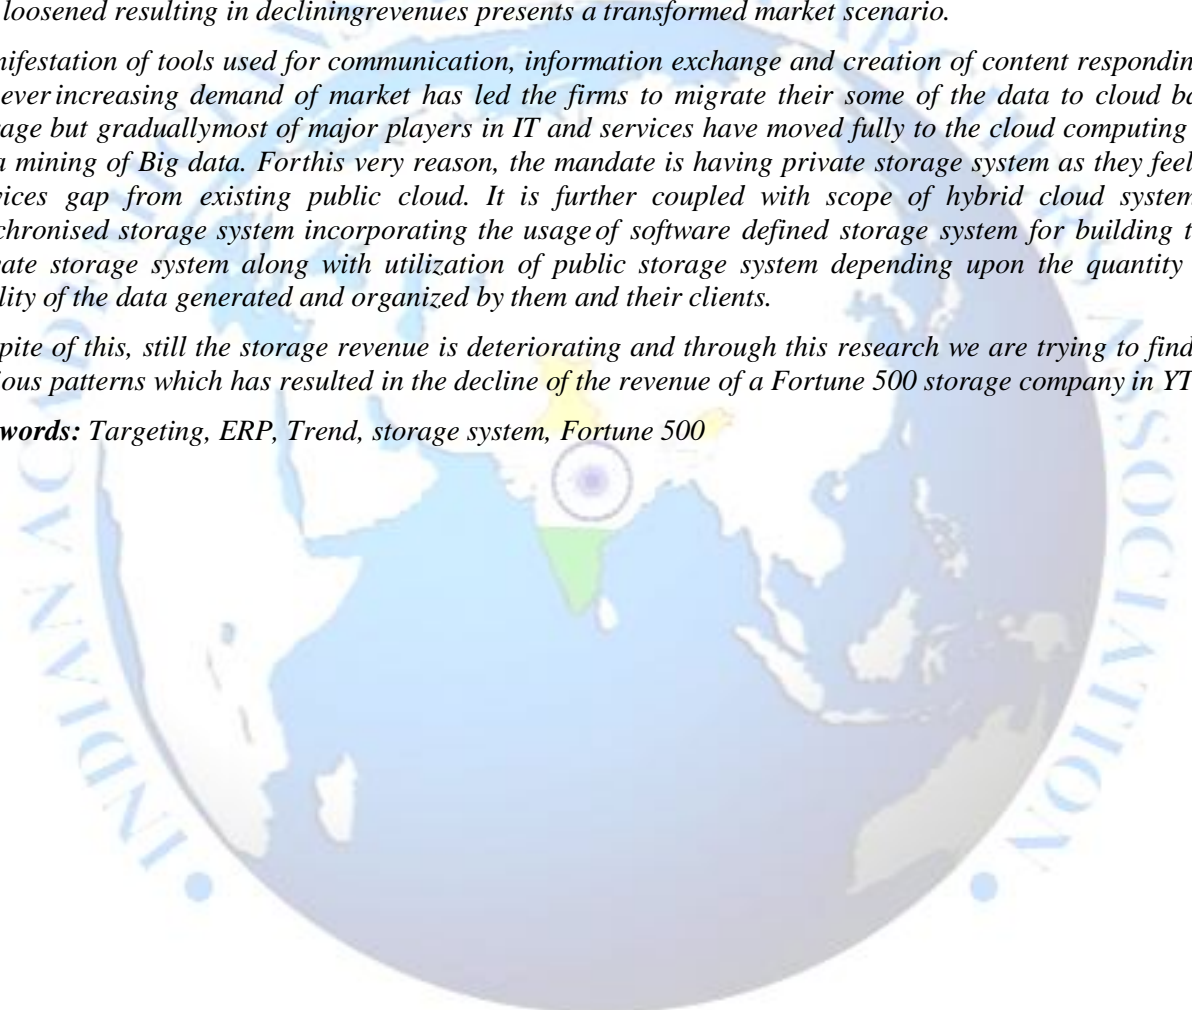 loosened resulting in decliningrevenues presents a transformed market scenario.
nifestation of tools used for communication, information exchange and creation of content respondin
ever increasing demand of market has led the firms to migrate their some of the data to cloud ba
rage but graduallymost of major players in IT and services have moved fully to the cloud computing
a mining of Big data. Forthis very reason, the mandate is having private storage system as they feel
vices gap from existing public cloud. It is further coupled with scope of hybrid cloud system
chronised storage system incorporating the usage of software defined storage system for building t
vate storage system along with utilization of public storage system depending upon the quantity
lity of the data generated and organized by them and their clients.
pite of this, still the storage revenue is deteriorating and through this research we are trying to find
ious patterns which has resulted in the decline of the revenue of a Fortune 500 storage company in YT
words: Targeting, ERP, Trend, storage system, Fortune 500
INDIAN ACADEMICIANS
ASSOCIATION